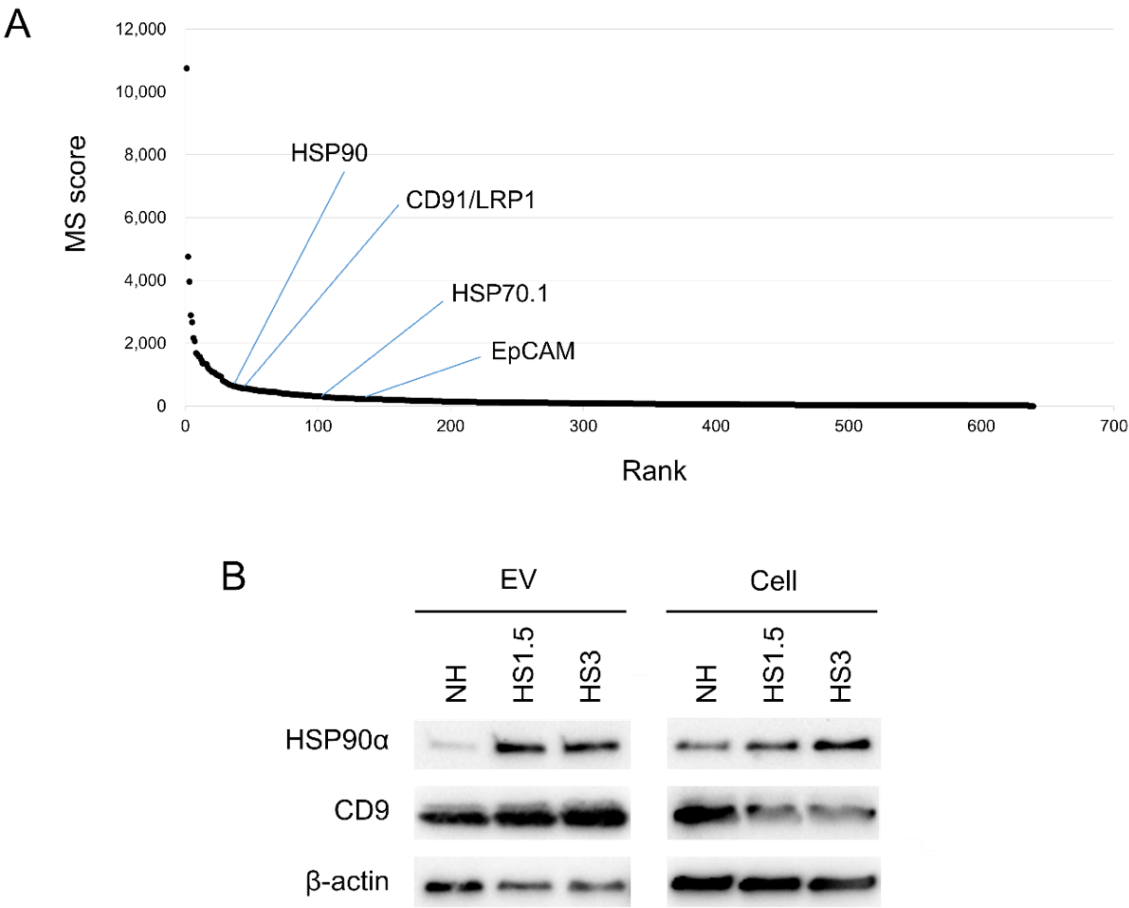 A
12,000
10,000
8,000
6,000
4,000
2,000
0
MS score
HSP90
CD91/LRP1
HSP70.1
EpCAM
0 100 200 300 400 500 600 700
Rank
B
EV Cell
NH HS1.5 HS3 NH HS1.5 HS3
HSP90α
CD9
β-actin